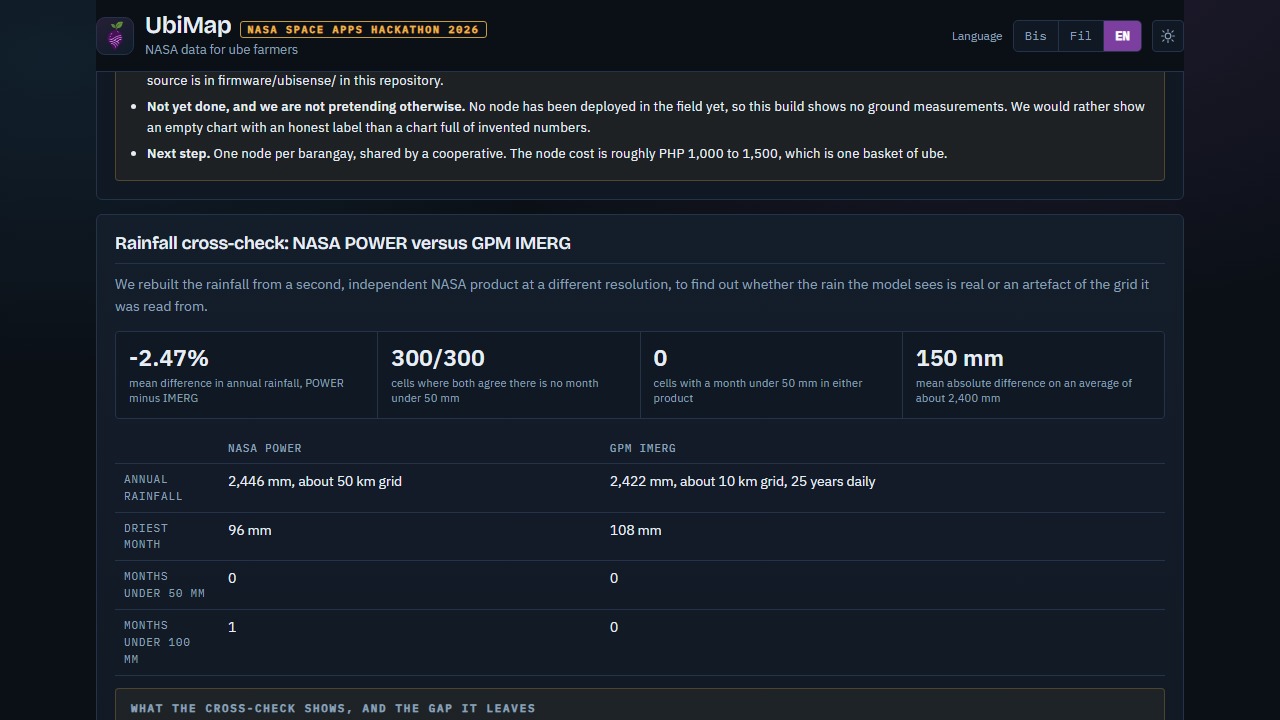 UbiMap NASA SPACE APPS HACKATHON 2026
NASA data for ube farmers
Language Bis Fil EN
source is in firmware/ubisense/ in this repository.
Not yet done, and we are not pretending otherwise. No node has been deployed in the field yet, so this build shows no ground measurements. We would rather show
an empty chart with an honest label than a chart full of invented numbers.
Next step. One node per barangay, shared by a cooperative. The node cost is roughly PHP 1,000 to 1,500, which is one basket of ube.
Rainfall cross-check: NASA POWER versus GPM IMERG
We rebuilt the rainfall from a second, independent NASA product at a different resolution, to find out whether the rain the model sees is real or an artefact of the grid it
was read from.
-2.47%
mean difference in annual rainfall, POWER
minus IMERG
300/300
cells where both agree there is no month
under 50 mm
0
cells with a month under 50 mm in either
product
150 mm
mean absolute difference on an average of
about 2,400 mm
NASA POWER GPM IMERG
ANNUAL
RAINFALL
2,446 mm, about 50 km grid
2,422 mm, about 10 km grid, 25 years daily
DRIEST
MONTH
96 mm
108 mm
MONTHS
UNDER 50 MM
0
0
MONTHS
UNDER 100
MM
1
0
WHAT THE CROSS-CHECK SHOWS, AND THE GAP IT LEAVES